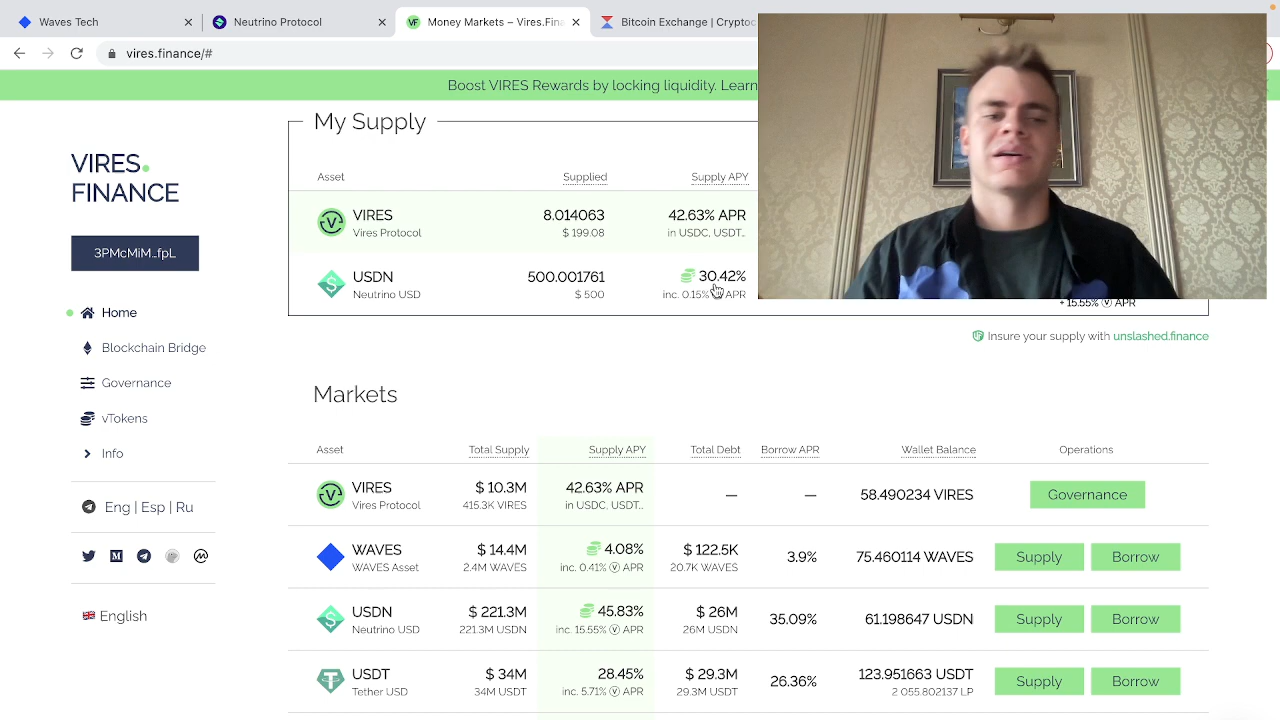 Waves Tech
Neutrino Protocol
Money Markets – Vires.Fina
Bitcoin Exchange | Cryptoc
vires.finance/#
Boost VIRES Rewards by locking liquidity. Learn
VIRES.
FINANCE
3PMcMiM_fpL
Home
Blockchain Bridge
Governance
vTokens
Info
Eng | Esp | Ru
English
My Supply
Asset Supplied Supply APY
VIRES 8.014063 42.63% APR
Vires Protocol $ 199.08 in USDC, USDT...
USDN 500.001761 30.42%
Neutrino USD $ 500 inc. 0.15% APR
+ 15.55% Ⓥ APR
Insure your supply with unslashed.finance
Markets
Asset Total Supply Supply APY Total Debt Borrow APR Wallet Balance Operations
VIRES $ 10.3M 42.63% APR — — 58.490234 VIRES Governance
Vires Protocol 415.3K VIRES in USDC, USDT...
WAVES $ 14.4M 4.08% $ 122.5K 3.9% 75.460114 WAVES Supply Borrow
WAVES Asset 2.4M WAVES inc. 0.41% Ⓥ APR 20.7K WAVES
USDN $ 221.3M 45.83% $ 26M 35.09% 61.198647 USDN Supply Borrow
Neutrino USD 221.3M USDN inc. 15.55% Ⓥ APR 26M USDN
USDT $ 34M 28.45% $ 29.3M 26.36% 123.951663 USDT Supply Borrow
Tether USD 34M USDT inc. 5.71% Ⓥ APR 29.3M USDT 2 055.802137 LP